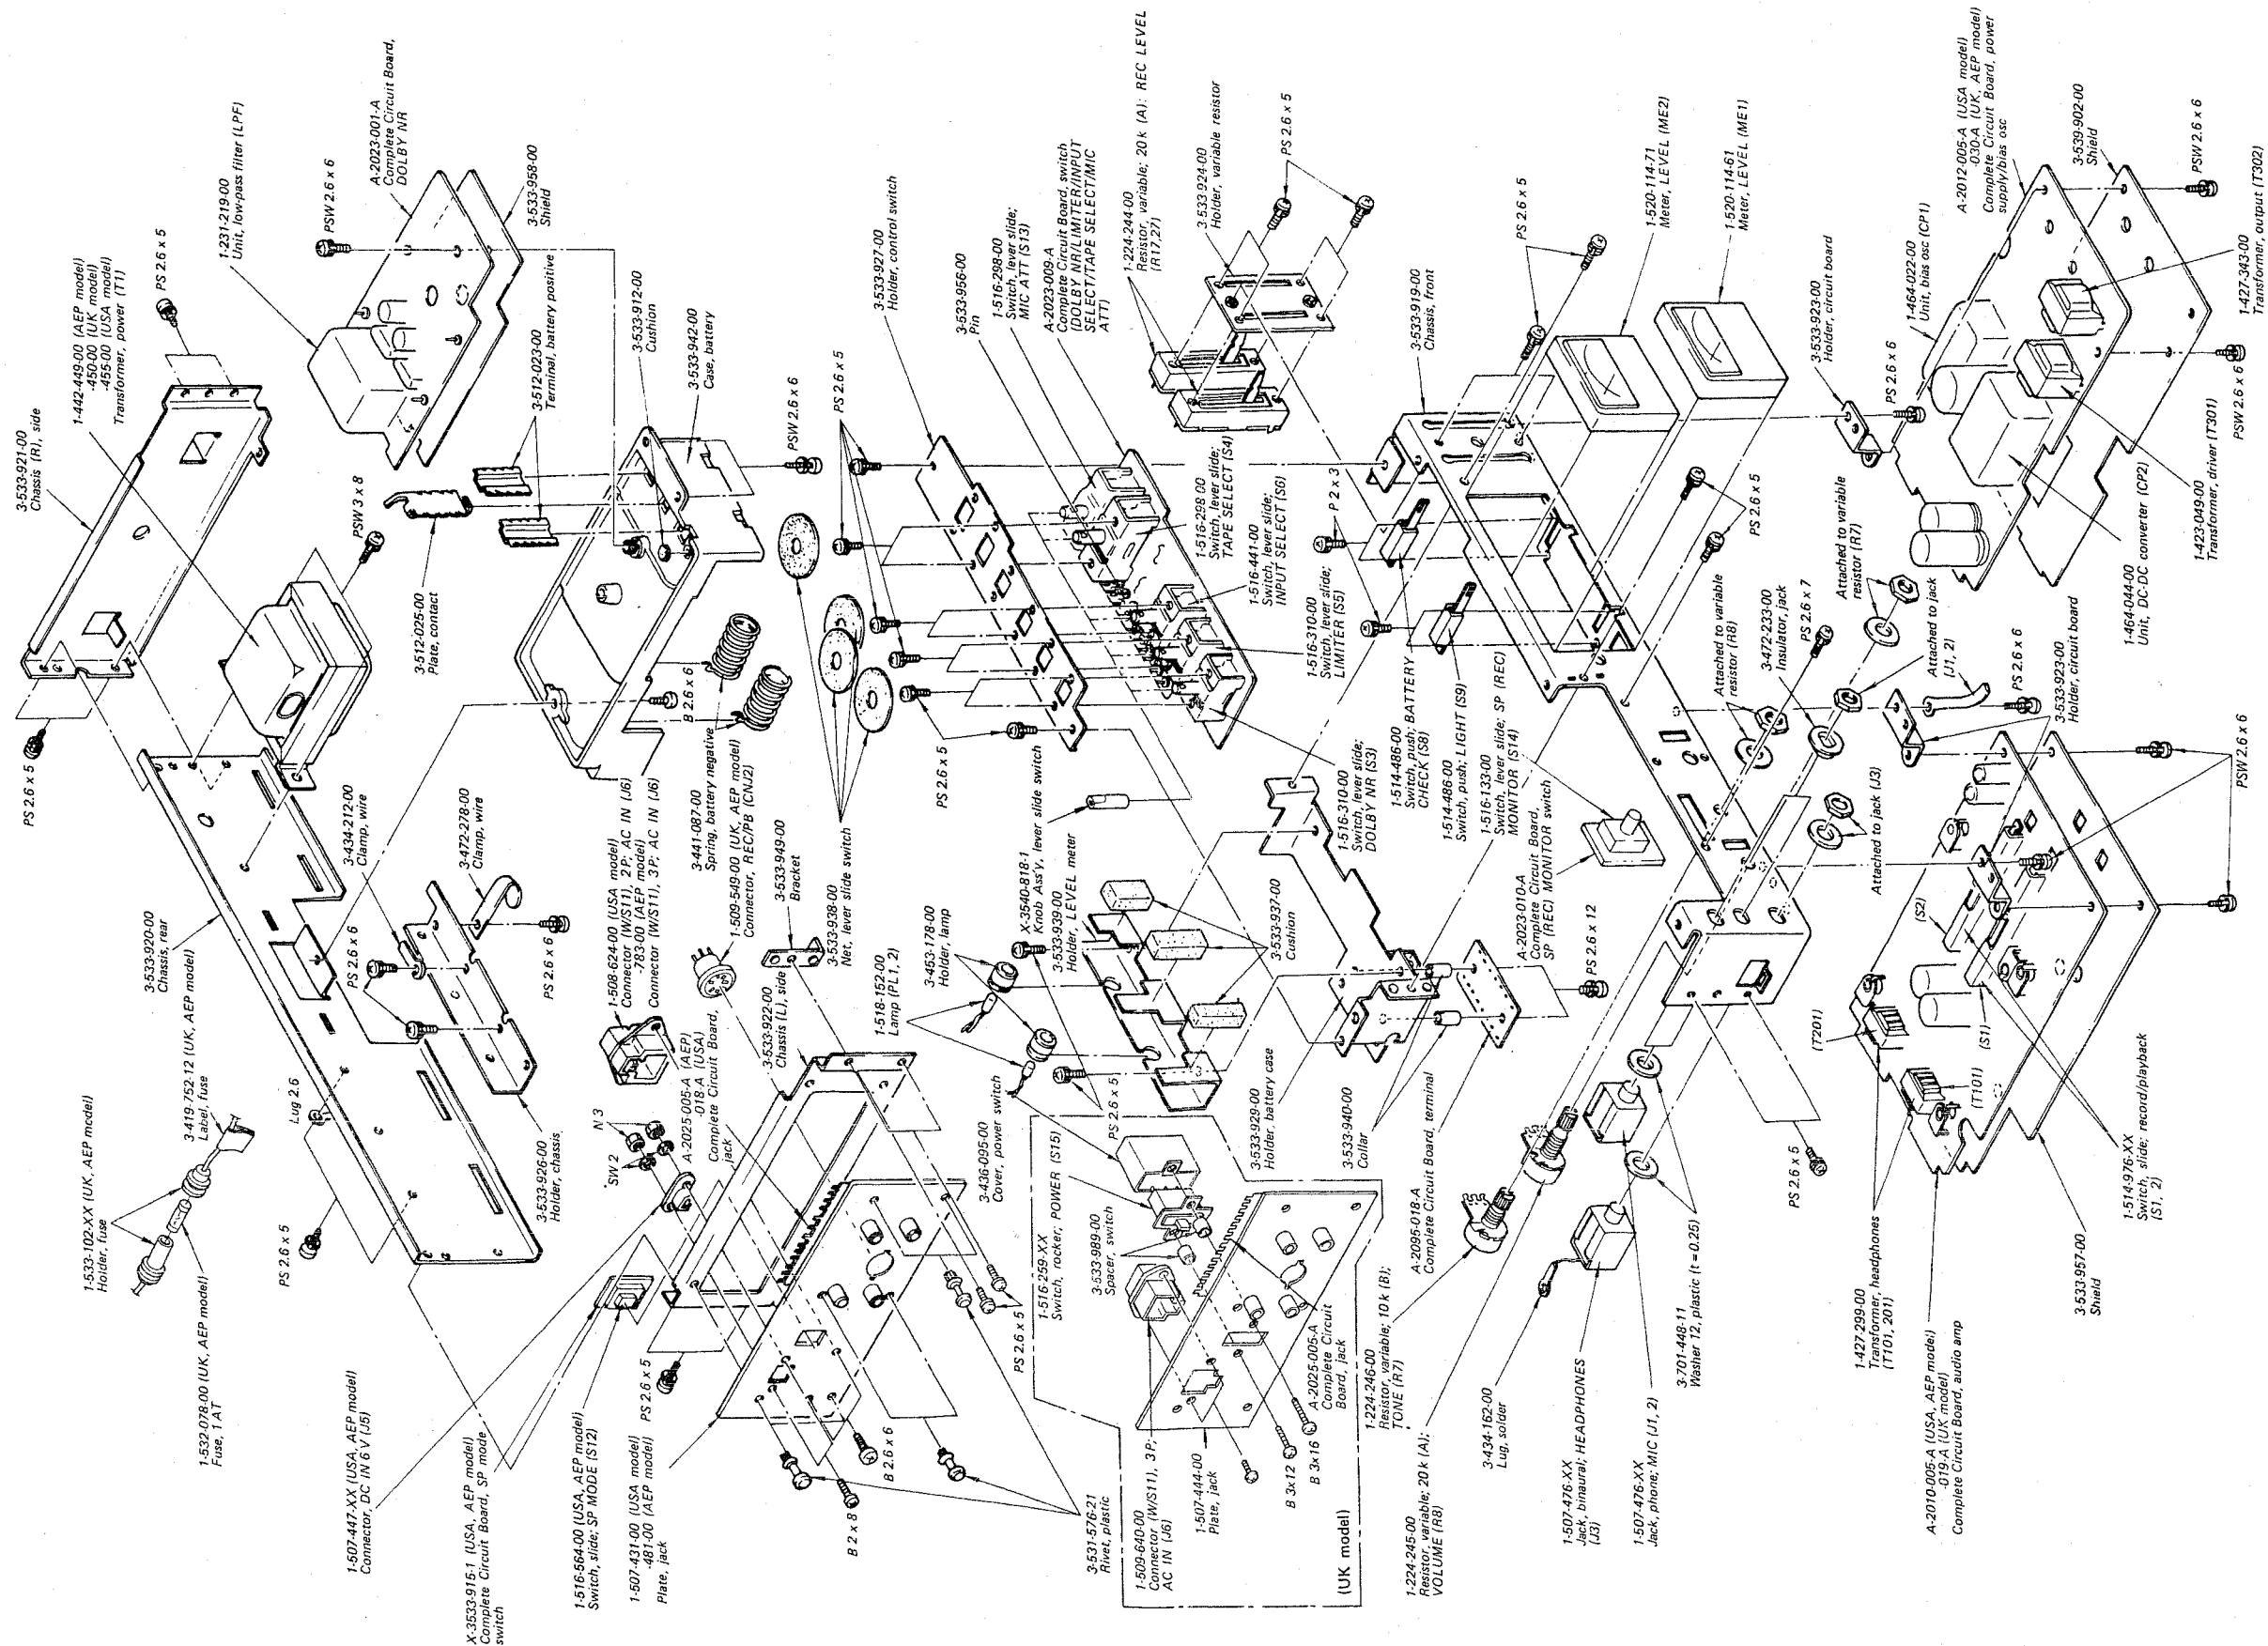 3-533-921-00
Chassis (R), side
1-442-449-00 (AEP model)
-450-00 (UK model)
-455-00 (USA model)
Transformer, power (T1)
PS 2.6 x 5
1-231-219-00
Unit, low-pass filter (LPF)
PSW 2.6 x 6
A-2023-001-A
Complete Circuit Board,
DOLBY NR
3-533-958-00
Shield
PS 2.6 x 5
PSW 3 x 8
3-512-025-00
Plate, contact
3-512-023-00
Terminal, battery positive
3-533-912-00
Cushion
3-533-942-00
Case, battery
PSW 2.6 x 6
3-533-920-00
Chassis, rear
3-434-212-00
Clamp, wire
3-472-278-00
Clamp, wire
PS 2.6 x 6
PS 2.6 x 6
B 2.6 x 6
1-533-102-XX (UK, AEP model)
Holder, fuse
3-419-752-12 (UK, AEP model)
Label, fuse
1-532-078-00 (UK, AEP model)
Fuse, 1 AT
Lug 2.6
3-533-926-00
Holder, chassis
PS 2.6 x 5
1-508-624-00 (USA model)
Connector (W/S11), 2P; AC IN (J6)
-783-00 (AEP model)
Connector (W/S11), 3P; AC IN (J6)
3-441-087-00
Spring, battery negative
1-509-549-00 (UK, AEP model)
Connector, REC/PB (CNJ2)
3-533-949-00
Bracket
3-533-938-00
Net, lever slide switch
N 3
SW 2
A-2025-005-A (AEP)
-018-A (USA)
Complete Circuit Board,
jack
3-533-922-00
Chassis (L), side
1-507-447-XX (USA, AEP model)
Connector, DC IN 6 V (J5)
X-3533-915-1 (USA, AEP model)
Complete Circuit Board, SP mode
switch
1-516-564-00 (USA, AEP model)
Switch, slide; SP MODE (S12)
1-507-431-00 (USA model)
-481-00 (AEP model)
Plate, jack
PS 2.6 x 5
B 2.6 x 6
B 2 x 8
PS 2.6 x 5
3-531-576-21
Rivet, plastic
PS 2.6 x 5
3-533-927-00
Holder, control switch
3-533-956-00
Pin
1-516-298-00
Switch, lever slide;
MIC ATT (S13)
A-2023-009-A
Complete Circuit Board, switch
(DOLBY NR/LIMITER/INPUT
SELECT/TAPE SELECT/MIC
ATT)
1-224-244-00
Resistor, variable; 20 k (A): REC LEVEL
(R17,27)
3-533-924-00
Holder, variable resistor
PS 2.6 x 5
1-516-298-00
Switch, lever slide;
TAPE SELECT (S4)
1-516-441-00
Switch, lever slide;
INPUT SELECT (S6)
1-516-310-00
Switch, lever slide;
LIMITER (S5)
1-516-310-00
Switch, lever slide;
DOLBY NR (S3)
PS 2.6 x 5
X-3540-818-1
Knob Ass'y, lever slide switch
3-533-939-00
Holder, LEVEL meter
3-453-178-00
Holder, lamp
1-518-152-00
Lamp (PL1, 2)
3-533-937-00
Cushion
PS 2.6 x 5
3-436-095-00
Cover, power switch
1-516-259-XX
Switch, rocker; POWER (S15)
3-533-989-00
Spacer, switch
3-533-929-00
Holder, battery case
3-533-940-00
Collar
A-2095-018-A
Complete Circuit Board, terminal
PS 2.6 x 12
1-509-640-00
Connector (W/S11), 3 P;
AC IN (J6)
1-507-444-00
Plate, jack
B 3x12
B 3x16
A-2025-005-A
Complete Circuit
Board, jack
(UK model)
P 2 x 3
3-533-919-00
Chassis, front
PS 2.6 x 5
1-520-114-71
Meter, LEVEL (ME2)
1-520-114-61
Meter, LEVEL (ME1)
1-514-486-00
Switch, push; BATTERY
CHECK (S8)
1-514-486-00
Switch, push; LIGHT (S9)
1-516-133-00
Switch, lever slide; SP (REC)
MONITOR (S14)
A-2023-010-A
Complete Circuit Board,
SP (REC) MONITOR switch
PS 2.6 x 5
PS 2.6 x 6
3-533-923-00
Holder, circuit board
Attached to variable
resistor (R7)
Attached to variable
resistor (R8)
3-472-233-00
Insulator, jack
PS 2.6 x 7
Attached to jack
(J1, 2)
PS 2.6 x 6
3-533-923-00
Holder, circuit board
Attached to jack (J3)
PSW 2.6 x 6
1-224-246-00
Resistor, variable; 10 k (B);
TONE (R7)
1-224-245-00
Resistor, variable; 20 k (A);
VOLUME (R8)
3-434-162-00
Lug, solder
1-507-476-XX
Jack, binaural; HEADPHONES
(J3)
1-507-476-XX
Jack, phone; MIC (J1, 2)
3-701-448-11
Washer 12, plastic (t = 0.25)
PS 2.6 x 5
A-2012-005-A (USA model)
-030-A (UK, AEP model)
Complete Circuit Board, power
supply/bias osc
1-464-022-00
Unit, bias osc (CP1)
3-539-902-00
Shield
PSW 2.6 x 6
1-427-343-00
Transformer, output (T302)
PSW 2.6 x 6
1-423-049-00
Transformer, driver (T301)
1-464-044-00
Unit, DC-DC converter (CP2)
(T201)
(S2)
(S1)
(T101)
1-427-299-00
Transformer, headphones
(T101, 201)
A-2010-005-A (USA, AEP model)
-019-A (UK model)
Complete Circuit Board, audio amp
3-533-957-00
Shield
1-514-976-XX
Switch, slide; record/playback
(S1, 2)